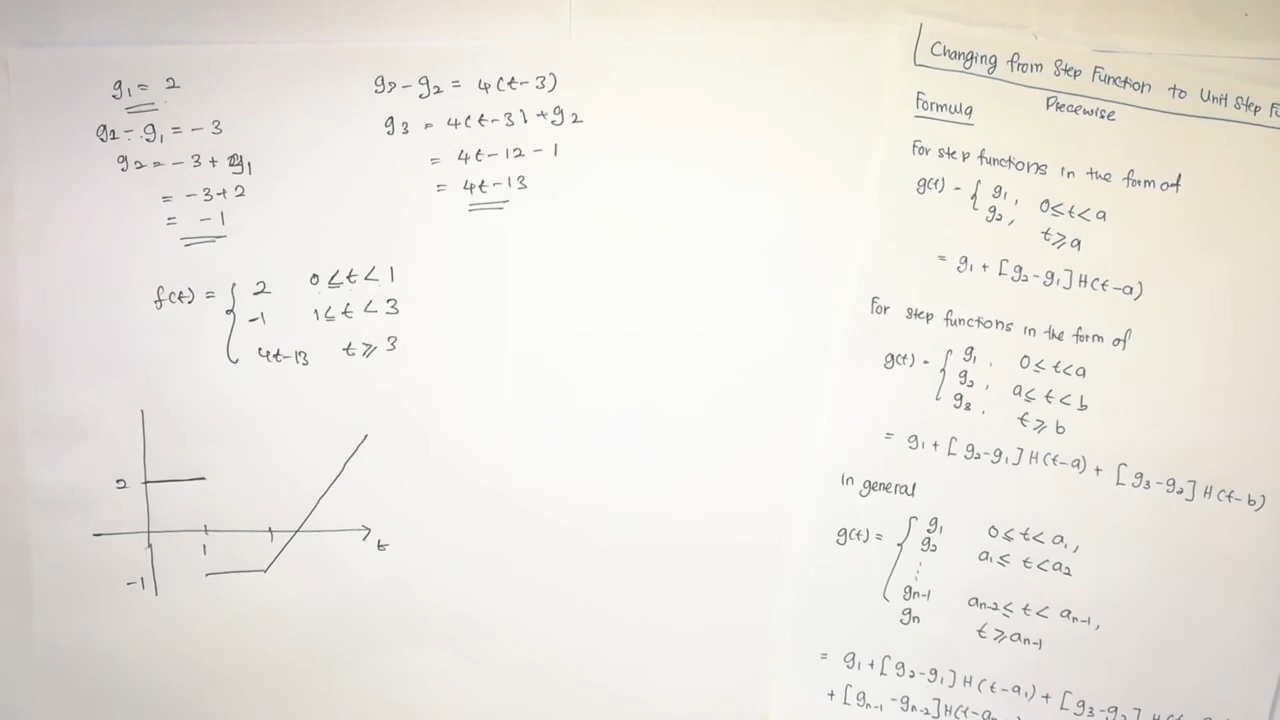 g₁ = 2
g₂ - g₁ = -3
g₂ = -3 + g₁
= -3+2
= -1
g₃ - g₂ = 4(t-3)
g₃ = 4(t-3) + g₂
= 4t-12-1
= 4t-13
f(t) = { 2 0≤t<1
-1 1≤t<3
4t-13 t≥3
2
1
t
-1
Changing from Step Function to Unit Step
Piecewise
Formula
For step functions in the form of
g(t) = { g₁, 0≤t<a
g₂, t≥a
= g₁ + [g₂-g₁]H(t-a)
For step functions in the form of
g(t) = { g₁, 0≤t<a
g₂, a≤t<b
g₃, t≥b
= g₁ + [g₂-g₁]H(t-a) + [g₃-g₂]H(t-b)
In general
g(t) = { g₁ 0≤t<a₁,
g₂ a₁≤t<a₂
⋮
gn-1 an-2≤t<an-1,
gn t≥an-1
= g₁ + [g₂-g₁]H(t-a₁) + [g₃-g₂]
+ [gn-1-gn-2]H(t-